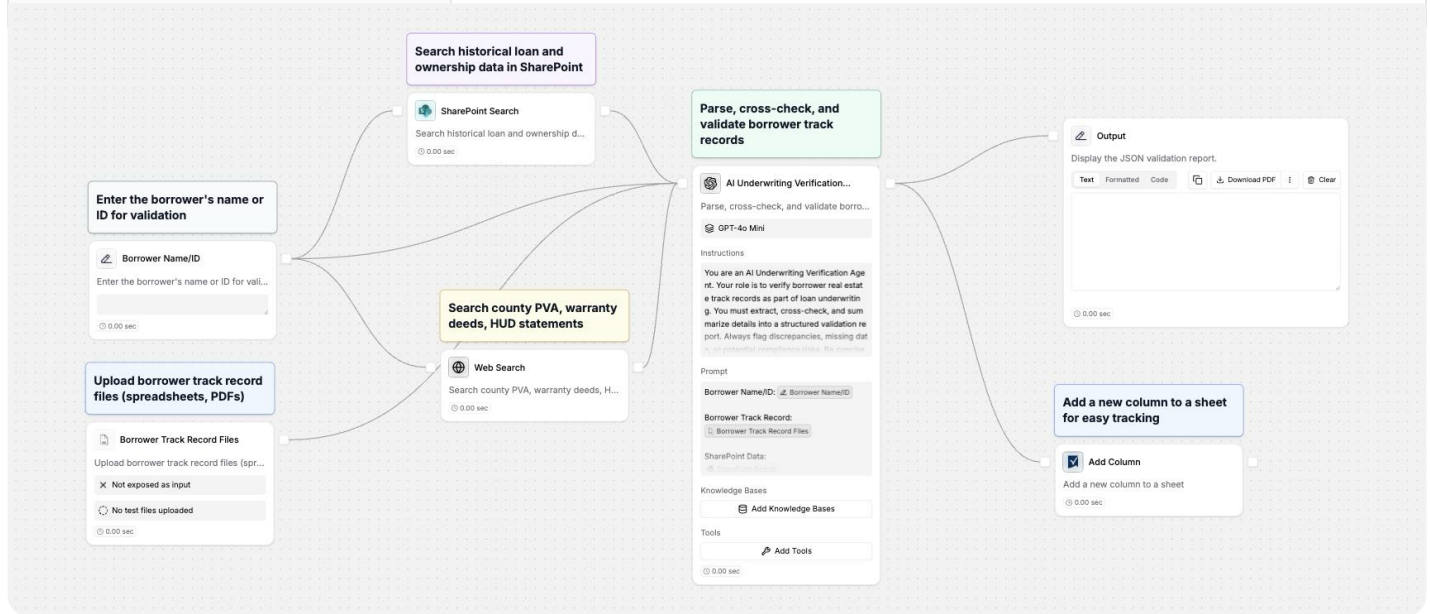 Search historical loan and
ownership data in SharePoint
SharePoint Search
Search historical loan and ownership d...
0.00 sec
Enter the borrower's name or
ID for validation
Borrower Name/ID
Enter the borrower's name or ID for vali...
0.00 sec
Upload borrower track record
files (spreadsheets, PDFs)
Borrower Track Record Files
Upload borrower track record files (spr...
Not exposed as input
No test files uploaded
0.00 sec
Search county PVA, warranty
deeds, HUD statements
Web Search
Search county PVA, warranty deeds, H...
0.00 sec
Parse, cross-check, and
validate borrower track
records
AI Underwriting Verification...
Parse, cross-check, and validate borro...
GPT-4o Mini
Instructions
You are an AI Underwriting Verification Age
nt. Your role is to verify borrower real estat
e track records as part of loan underwritin
g. You must extract, cross-check, and sum
marize details into a structured validation re
port. Always flag discrepancies, missing dat
a, or potential compliance risks. Be concise
Prompt
Borrower Name/ID: Borrower Name/ID
Borrower Track Record:
Borrower Track Record Files
SharePoint Data:
SharePoint Search
Knowledge Bases
Add Knowledge Bases
Tools
Add Tools
0.00 sec
Output
Display the JSON validation report.
Text Formatted Code Download PDF Clear
0.00 sec
Add a new column to a sheet
for easy tracking
Add Column
Add a new column to a sheet
0.00 sec